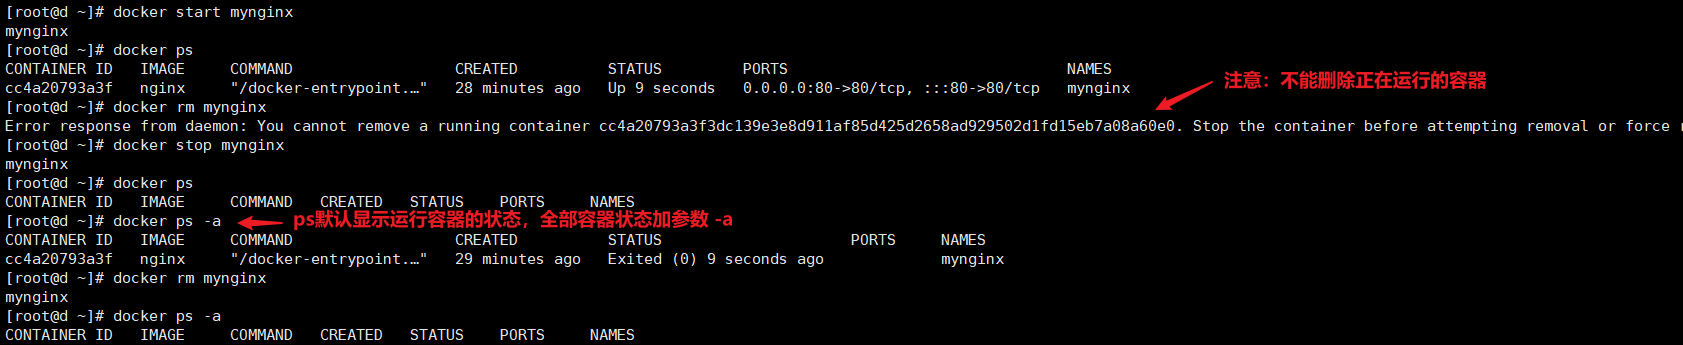 [root@d ~]# docker start mynginx
mynginx
[root@d ~]# docker ps
CONTAINER ID   IMAGE     COMMAND                  CREATED          STATUS         PORTS                               NAMES
cc4a20793a3f   nginx     "/docker-entrypoint.…"   28 minutes ago   Up 9 seconds   0.0.0.0:80->80/tcp, :::80->80/tcp   mynginx
注意：不能删除正在运行的容器
[root@d ~]# docker rm mynginx
Error response from daemon: You cannot remove a running container cc4a20793a3f3dc139e3e8d911af85d425d2658ad929502d1fd15eb7a08a60e0. Stop the container before attempting removal or force r
[root@d ~]# docker stop mynginx
mynginx
[root@d ~]# docker ps
CONTAINER ID   IMAGE     COMMAND   CREATED   STATUS    PORTS     NAMES
[root@d ~]# docker ps -a
ps默认显示运行容器的状态，全部容器状态加参数 -a
CONTAINER ID   IMAGE     COMMAND                  CREATED          STATUS                     PORTS     NAMES
cc4a20793a3f   nginx     "/docker-entrypoint.…"   29 minutes ago   Exited (0) 9 seconds ago             mynginx
[root@d ~]# docker rm mynginx
mynginx
[root@d ~]# docker ps -a
CONTAINER ID   IMAGE     COMMAND   CREATED   STATUS    PORTS     NAMES